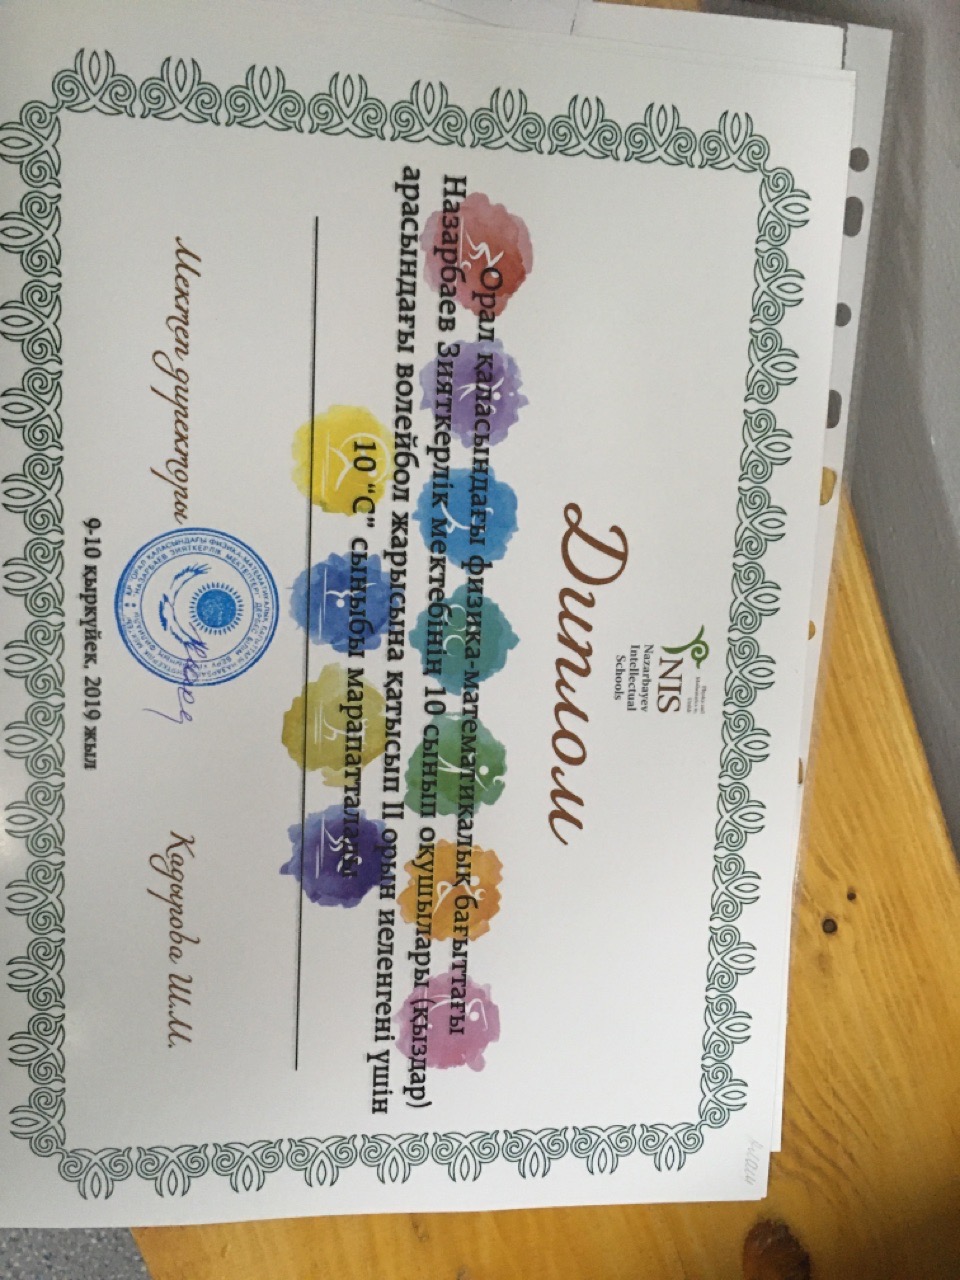 NIS
Nazarbayev
Intellectual
Schools
Диплом
Орал қаласындағы физика-математикалық бағыттағы
Назарбаев Зияткерлік мектебінің 10 сынып оқушылары (қыздар)
арасындағы волейбол жарысына қатысып ІІ орын иеленгені үшін
10 “С” сыныбы марапатталады
Мектеп директоры
Кадырова Ш.М.
9-10 қыркүйек, 2019 жыл